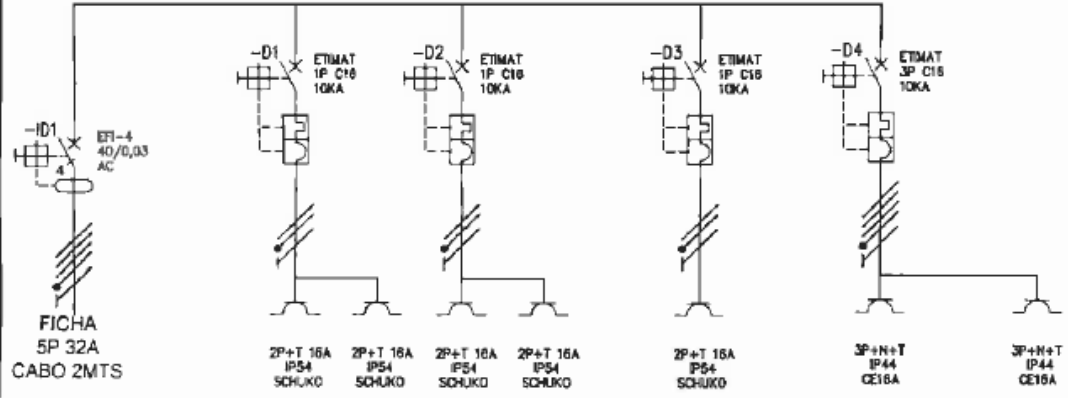 -D1
ETIMAT
1P C16
10KA
-D2
ETIMAT
1P C16
10KA
-D3
ETIMAT
1P C16
10KA
-D4
ETIMAT
3P C16
10KA
-ID1
EFI-4
40/0,03
AC
4
FICHA
5P 32A
CABO 2MTS
2P+T 16A
IP54
SCHUKO
2P+T 16A
IP54
SCHUKO
2P+T 16A
IP54
SCHUKO
2P+T 16A
IP54
SCHUKO
2P+T 16A
IP54
SCHUKO
3P+N+T
IP44
CE16A
3P+N+T
IP44
CE16A